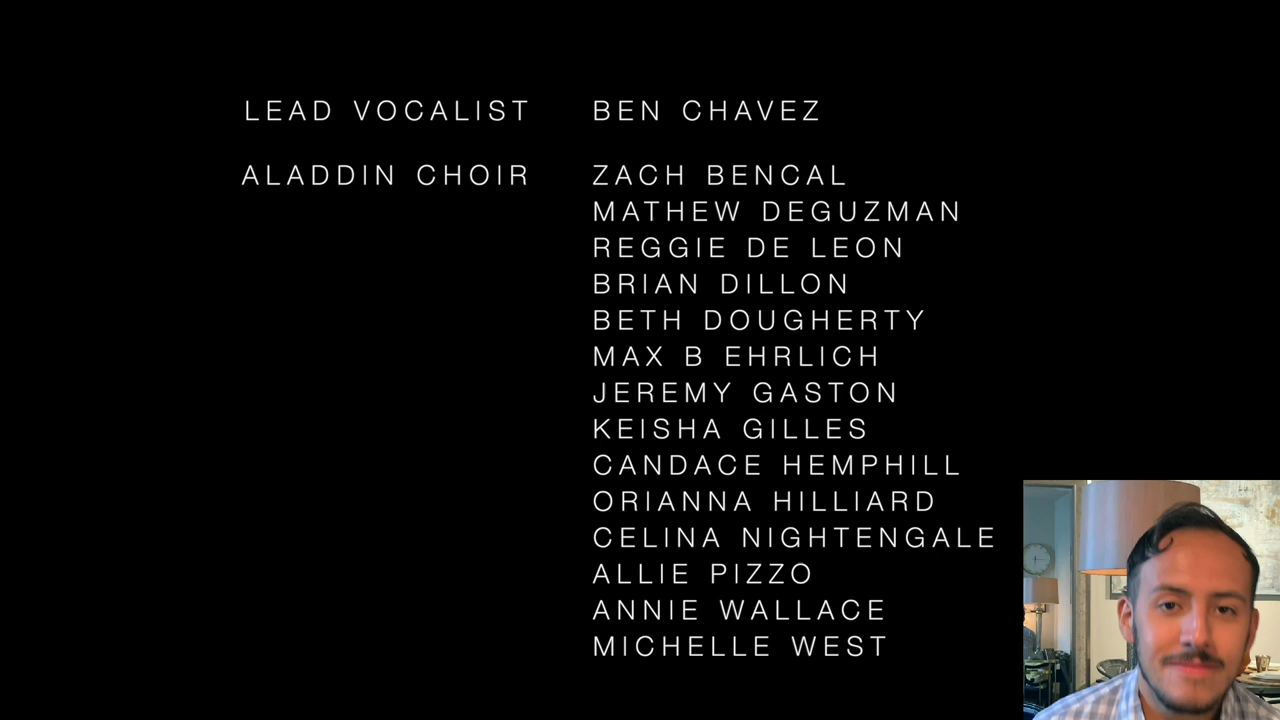 LEAD VOCALIST BEN CHAVEZ
ALADDIN CHOIR ZACH BENCAL
MATHEW DEGUZMAN
REGGIE DE LEON
BRIAN DILLON
BETH DOUGHERTY
MAX B EHRLICH
JEREMY GASTON
KEISHA GILLES
CANDACE HEMPHILL
ORIANNA HILLIARD
CELINA NIGHTENGALE
ALLIE PIZZO
ANNIE WALLACE
MICHELLE WEST